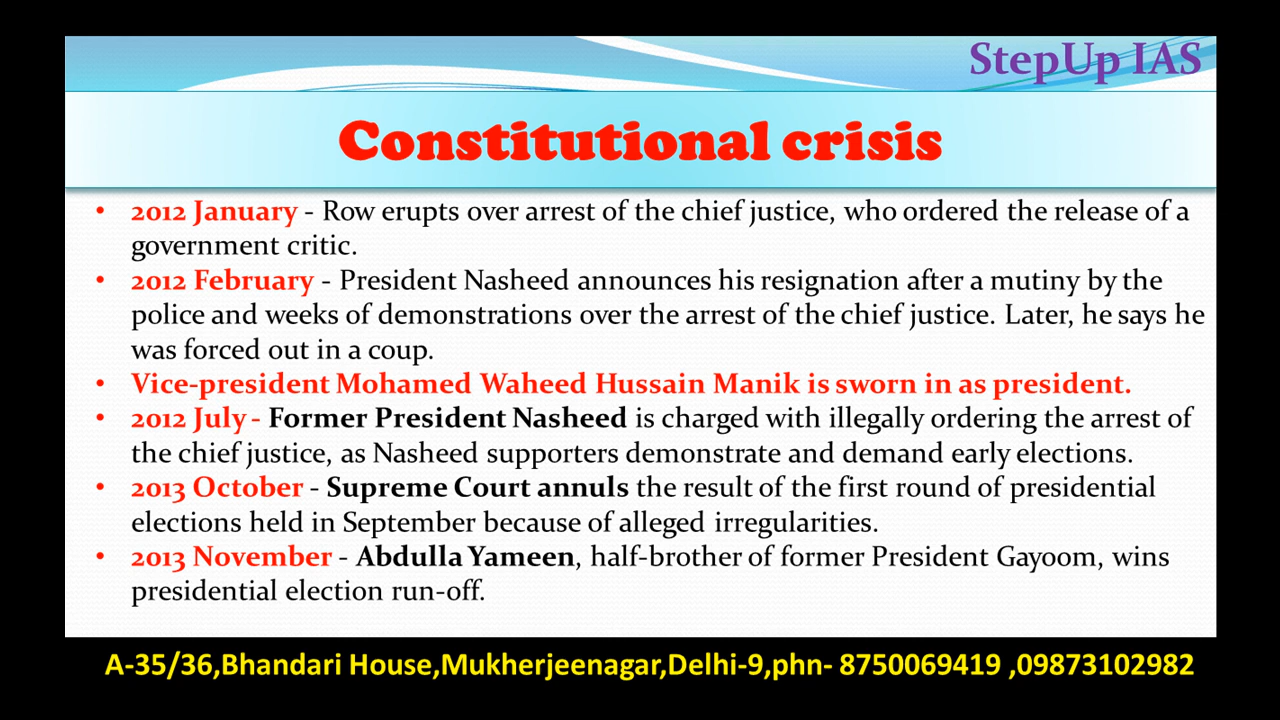 StepUp IAS
Constitutional crisis
• 2012 January - Row erupts over arrest of the chief justice, who ordered the release of a
government critic.
• 2012 February - President Nasheed announces his resignation after a mutiny by the
police and weeks of demonstrations over the arrest of the chief justice. Later, he says he
was forced out in a coup.
• Vice-president Mohamed Waheed Hussain Manik is sworn in as president.
• 2012 July - Former President Nasheed is charged with illegally ordering the arrest of
the chief justice, as Nasheed supporters demonstrate and demand early elections.
• 2013 October - Supreme Court annuls the result of the first round of presidential
elections held in September because of alleged irregularities.
• 2013 November - Abdulla Yameen, half-brother of former President Gayoom, wins
presidential election run-off.
A-35/36,Bhandari House,Mukherjeenagar,Delhi-9,phn- 8750069419 ,09873102982